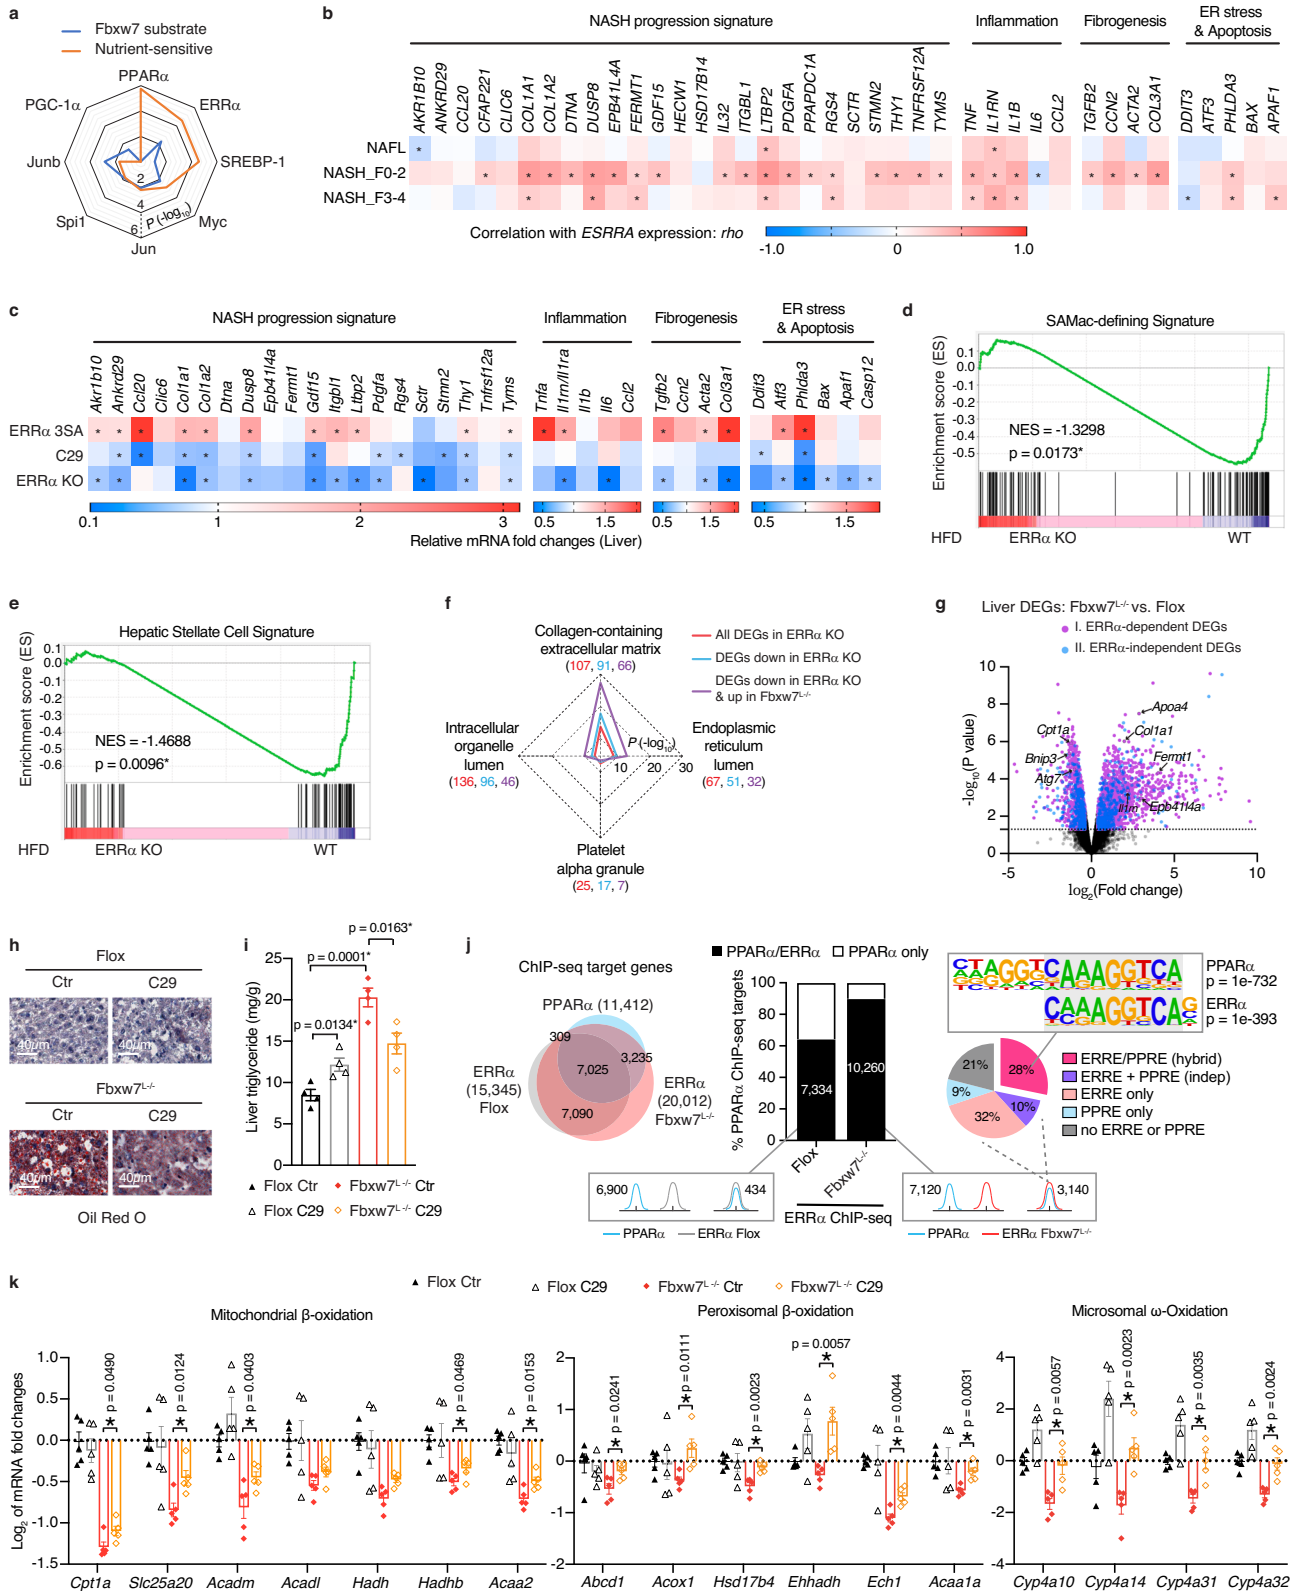 a
Fbxw7 substrate
Nutrient-sensitive
PPARα
PGC-1α
ERRα
Junb
SREBP-1
Spi1
Myc
Jun
2
4
6
P (-log10)
b
NASH progression signature
Inflammation
Fibrogenesis
ER stress
& Apoptosis
AKR1B10
ANKRD29
CCL20
CFAP221
CLIC6
COL1A1
COL1A2
DTNA
DUSP8
EPB41L4A
FERMT1
GDF15
HECW1
HSD17B14
IL32
ITGBL1
LTBP2
PDGFA
PPAPDC1A
RGS4
SCTR
STMN2
THY1
TNFRSF12A
TYMS
TNF
IL1RN
IL1B
IL6
CCL2
TGFB2
CCN2
ACTA2
COL3A1
DDIT3
ATF3
PHLDA3
BAX
APAF1
NAFL
NASH_F0-2
NASH_F3-4
Correlation with ESRRA expression: rho
-1.0 0 1.0
c
NASH progression signature
Inflammation
Fibrogenesis
ER stress
& Apoptosis
Akr1b10
Ankrd29
Ccl20
Clic6
Col1a1
Col1a2
Dtna
Dusp8
Epb41l4a
Fermt1
Gdf15
Itgbl1
Ltbp2
Pdgfa
Rgs4
Sctr
Stmn2
Thy1
Tnfrsf12a
Tyms
Tnfa
Il1rn/Il1ra
Il1b
Il6
Ccl2
Tgfb2
Ccn2
Acta2
Col3a1
Ddit3
Atf3
Phlda3
Bax
Apaf1
Casp12
ERRα 3SA
C29
ERRα KO
0.1 1 2 3
0.5 1.5
0.5 1.5
0.5 1.5
Relative mRNA fold changes (Liver)
d
SAMac-defining Signature
Enrichment score (ES)
0.1
0.0
-0.1
-0.2
-0.3
-0.4
-0.5
NES = -1.3298
p = 0.0173*
HFD ERRα KO WT
e
Hepatic Stellate Cell Signature
Enrichment score (ES)
0.1
0.0
-0.1
-0.2
-0.3
-0.4
-0.5
-0.6
NES = -1.4688
p = 0.0096*
HFD ERRα KO WT
f
Collagen-containing
extracellular matrix
(107, 91, 66)
All DEGs in ERRα KO
DEGs down in ERRα KO
DEGs down in ERRα KO
& up in Fbxw7L-/-
Intracellular
organelle
lumen
(136, 96, 46)
P (-log10)
10 20 30
Endoplasmic
reticulum
lumen
(67, 51, 32)
Platelet
alpha granule
(25, 17, 7)
g
Liver DEGs: Fbxw7L-/- vs. Flox
I. ERRα-dependent DEGs
II. ERRα-independent DEGs
-log10(P value)
10
8
6
4
2
0
Apoa4
Cpt1a
Col1a1
Bnip3
Fermt1
Atg7
Il1rn
Epb41l4a
-5 0 5 10
log2(Fold change)
h
Flox
Ctr C29
40μm 40μm
Fbxw7L-/-
Ctr C29
40μm 40μm
Oil Red O
i
p = 0.0163*
p = 0.0001*
p = 0.0134*
Liver triglyceride (mg/g)
25
20
15
10
5
0
Flox Ctr
Flox C29
Fbxw7L-/- Ctr
Fbxw7L-/- C29
j
PPARα/ERRα PPARα only
ChIP-seq target genes
PPARα (11,412)
309
3,235
7,025
ERRα
(15,345)
Flox
7,090
ERRα
(20,012)
Fbxw7L-/-
% PPARα ChIP-seq targets
100
80
60
40
20
0
7,334
10,260
Flox
Fbxw7L-/-
ERRα ChIP-seq
6,900 434
PPARα ERRα Flox
7,120 3,140
PPARα ERRα Fbxw7L-/-
CTAGGTCAAAGGTCA
PPARα
p = 1e-732
CAAAGGTCAG
ERRα
p = 1e-393
21%
28%
9%
10%
32%
ERRE/PPRE (hybrid)
ERRE + PPRE (indep)
ERRE only
PPRE only
no ERRE or PPRE
k
Flox Ctr
Flox C29
Fbxw7L-/- Ctr
Fbxw7L-/- C29
Mitochondrial β-oxidation
Log2 of mRNA fold changes
1.0
0.5
0.0
-0.5
-1.0
-1.5
p = 0.0490
p = 0.0124
p = 0.0403
p = 0.0469
p = 0.0153
Cpt1a
Slc25a20
Acadm
Acadl
Hadh
Hadhb
Acaa2
Peroxisomal β-oxidation
2
0
-2
p = 0.0241
p = 0.0111
p = 0.0023
p = 0.0057
p = 0.0044
p = 0.0031
Abcd1
Acox1
Hsd17b4
Ehhadh
Ech1
Acaa1a
Microsomal ω-Oxidation
4
2
0
-2
-4
p = 0.0057
p = 0.0023
p = 0.0035
p = 0.0024
Cyp4a10
Cyp4a14
Cyp4a31
Cyp4a32